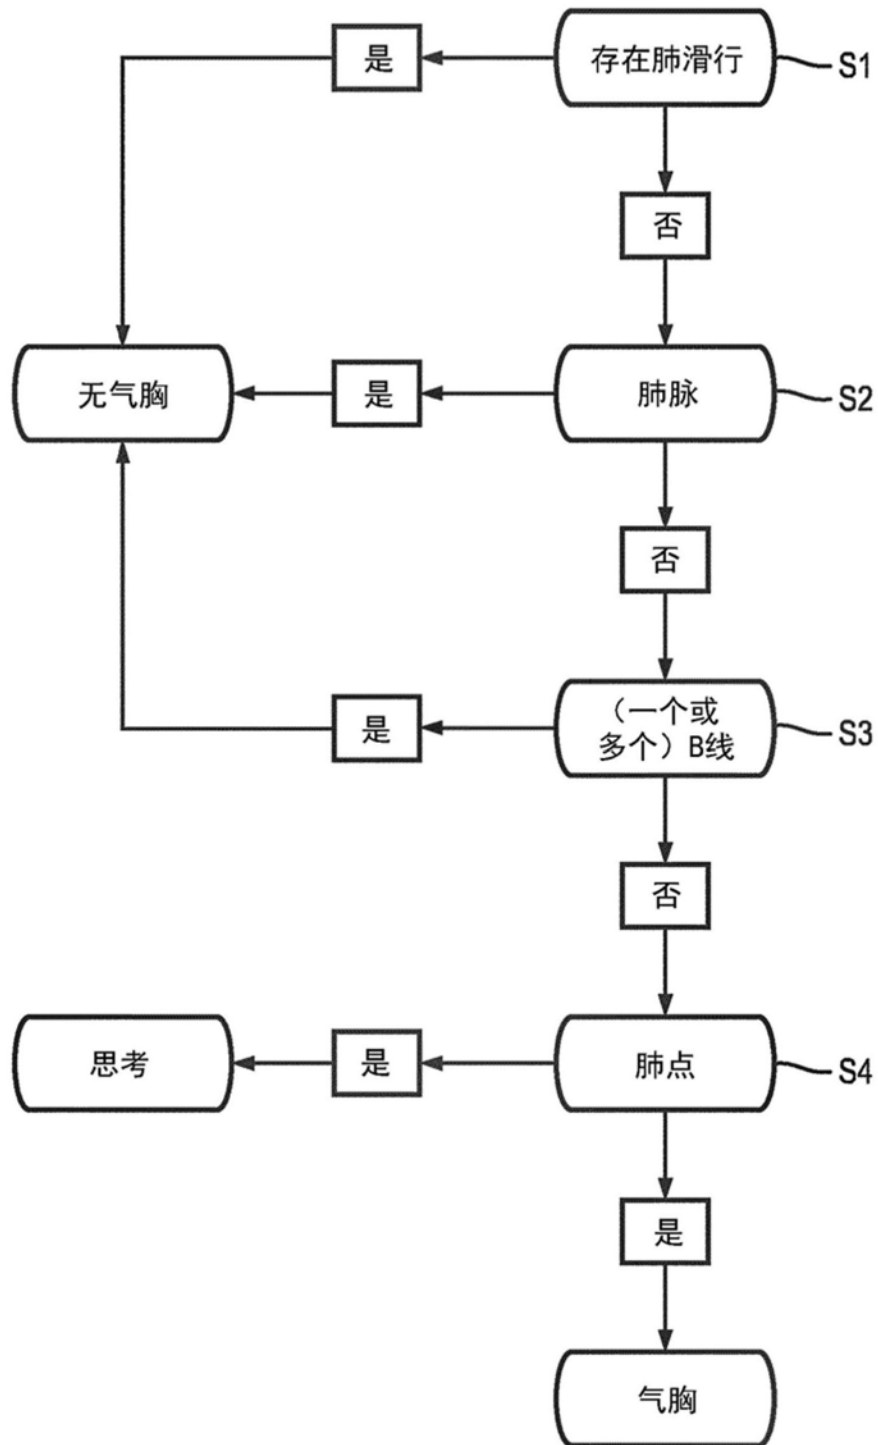 是
存在肺滑行
S1
否
无气胸
是
肺脉
S2
否
是
（一个或
多个）B线
S3
否
思考
是
肺点
S4
是
气胸